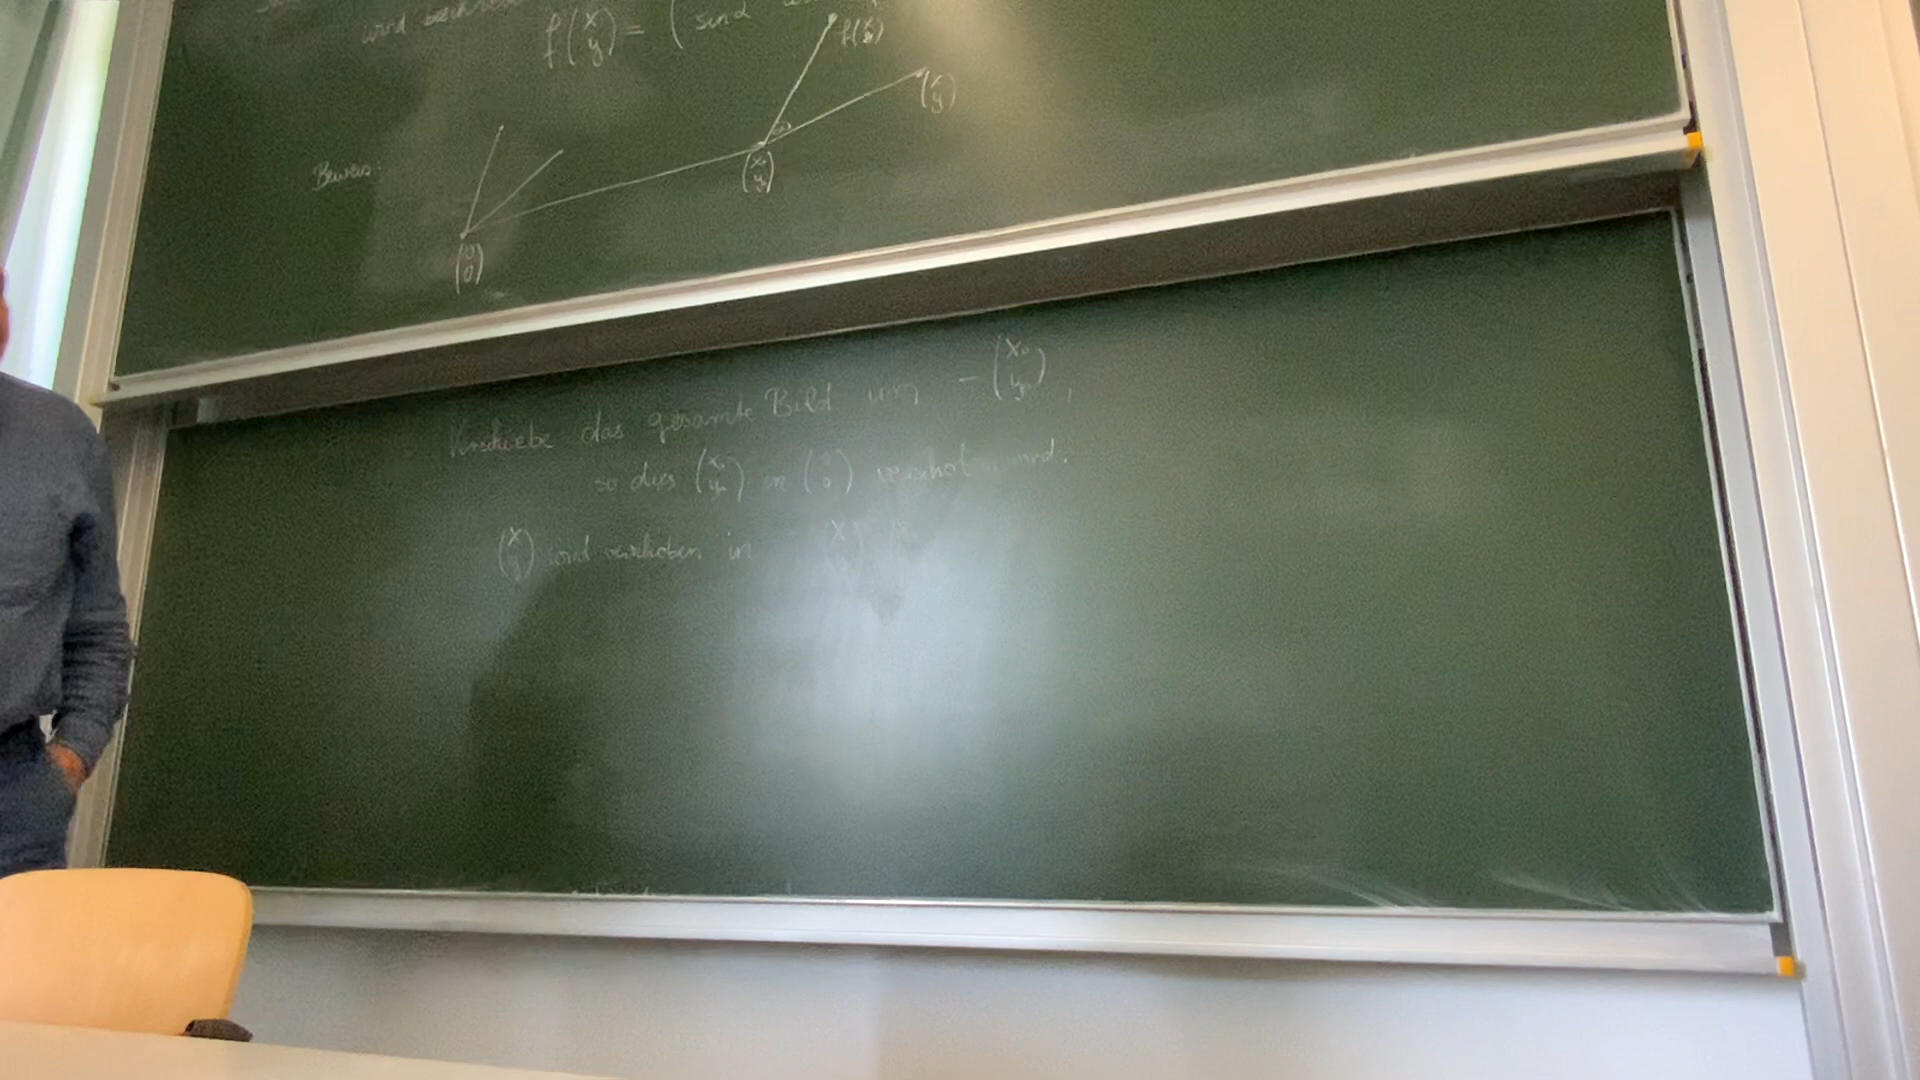 wird
f(x y) = ( sin α
f(x y)
(x y)
Beweis:
(x₀ y₀)
(0 0)
Verschiebe das gesamte Bild um -(x₀ y₀),
so dass (x₀ y₀) in (0 0) wird.
(x y) wird verschoben in (x